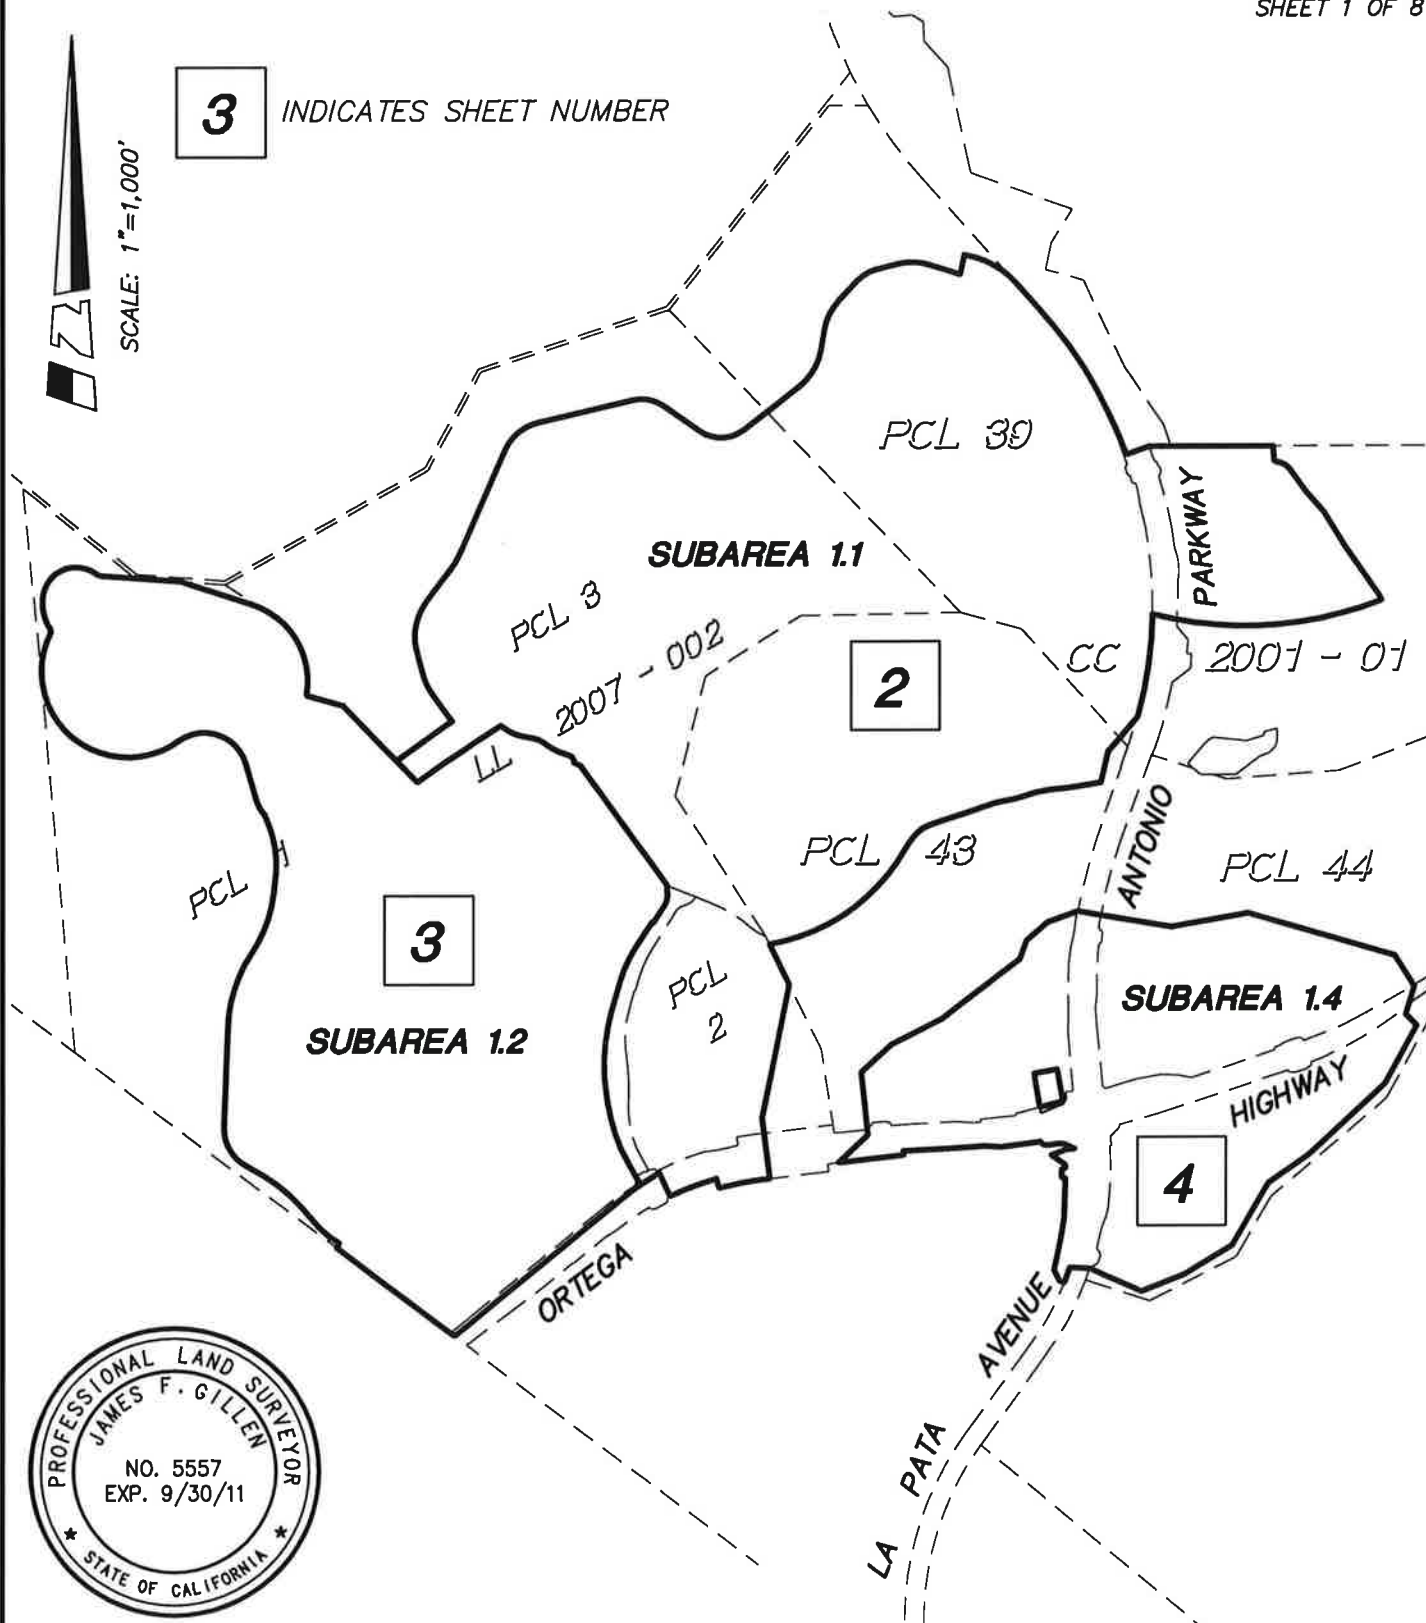 SHEET 1 OF 8
3 INDICATES SHEET NUMBER
SCALE: 1"=1,000'
N
PCL 39
PARKWAY
SUBAREA 1.1
PCL 3
LL 2007-002
2
CC 2001-01
ANTONIO
PCL 43
PCL 44
PCL 1
3
PCL
2
SUBAREA 1.2
SUBAREA 1.4
HIGHWAY
4
ORTEGA
LA PATA AVENUE
PROFESSIONAL LAND SURVEYOR
JAMES F. GILLEN
NO. 5557
EXP. 9/30/11
STATE OF CALIFORNIA